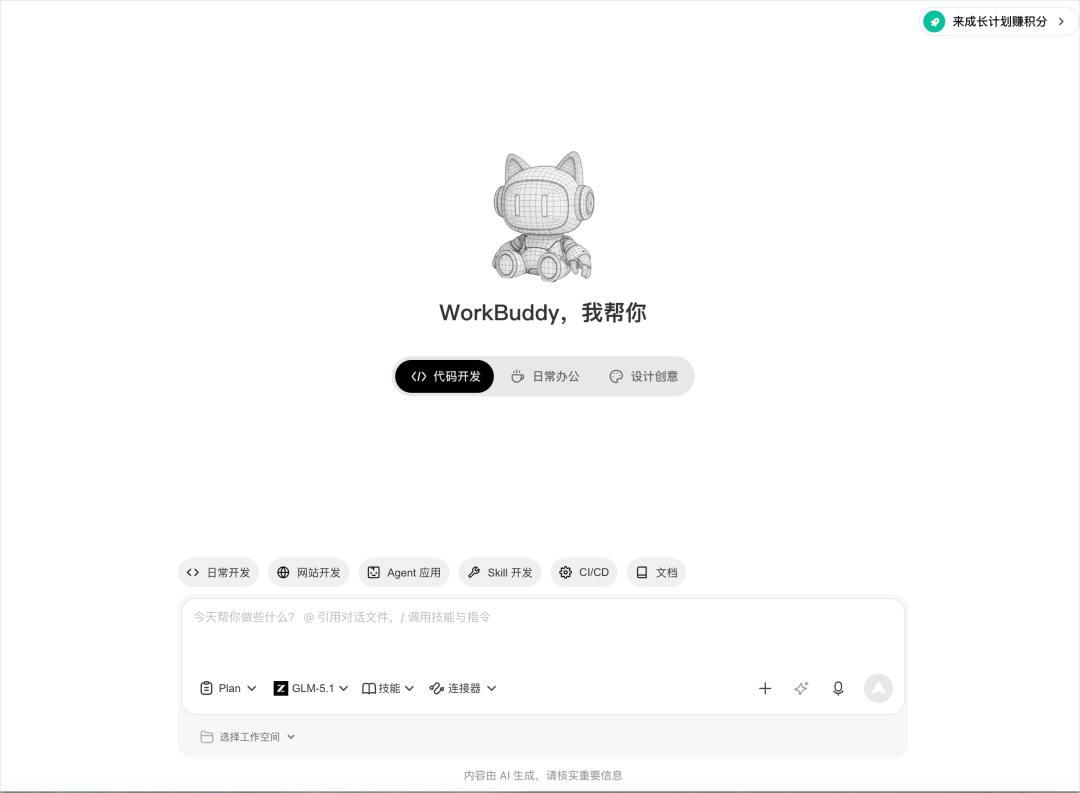 来成长计划赚积分
WorkBuddy，我帮你
代码开发 日常办公 设计创意
日常开发 网站开发 Agent 应用 Skill 开发 CI/CD 文档
今天帮你做些什么？ @ 引用对话文件，/ 调用技能与指令
Plan GLM-5.1 技能 连接器
选择工作空间
内容由 AI 生成，请核实重要信息